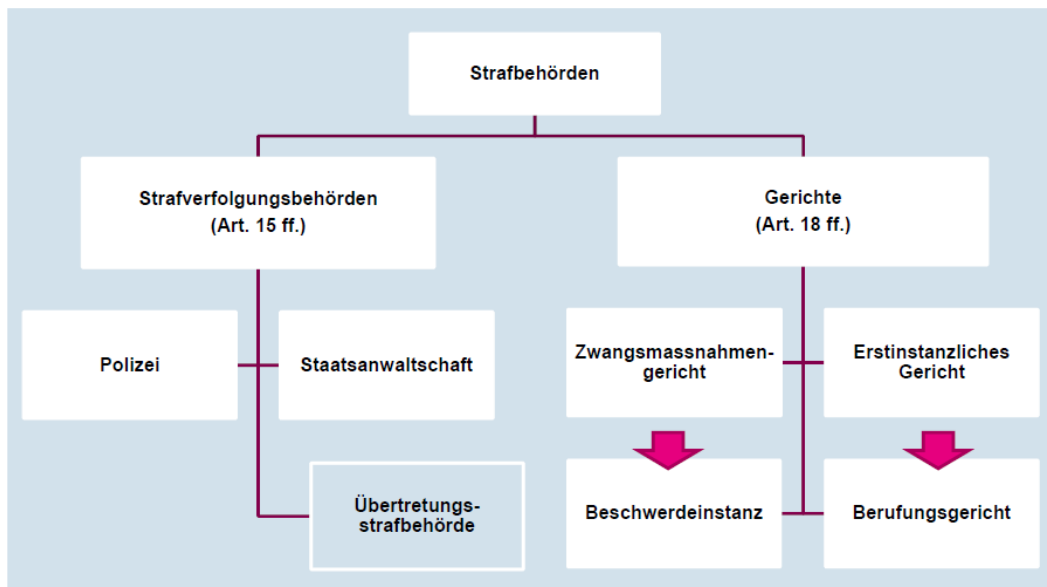 Strafbehörden
Strafverfolgungsbehörden
(Art. 15 ff.)
Gerichte
(Art. 18 ff.)
Polizei
Staatsanwaltschaft
Zwangsmassnahmen-
gericht
Erstinstanzliches
Gericht
Übertretungs-
strafbehörde
Beschwerdeinstanz
Berufungsgericht